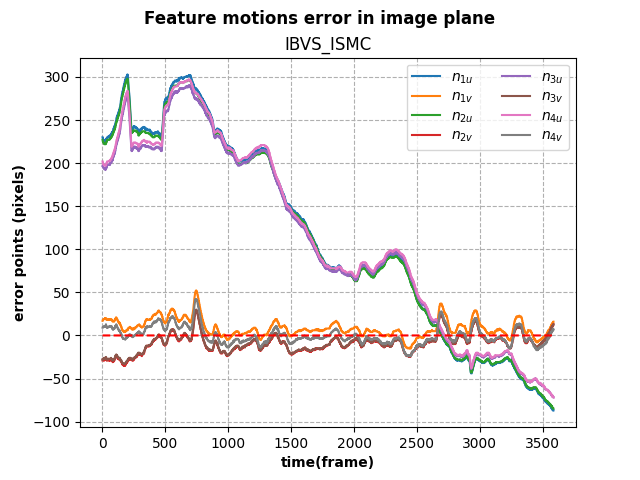 Feature motions error in image plane
IBVS_ISMC
n1u n3u
n1v n3v
n2u n4u
n2v n4v
error points (pixels)
300
250
200
150
100
50
0
−50
−100
0 500 1000 1500 2000 2500 3000 3500
time(frame)